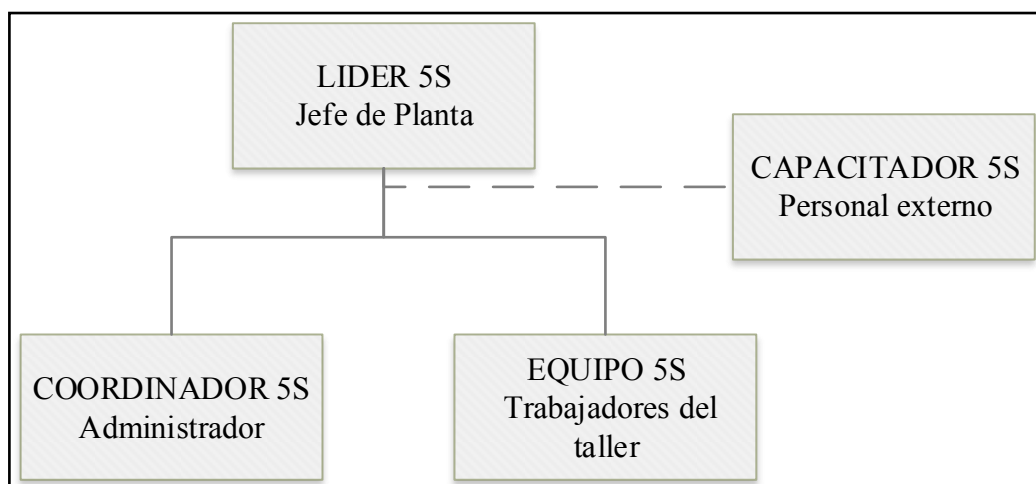 LIDER 5S
Jefe de Planta
CAPACITADOR 5S
Personal externo
COORDINADOR 5S
Administrador
EQUIPO 5S
Trabajadores del
taller